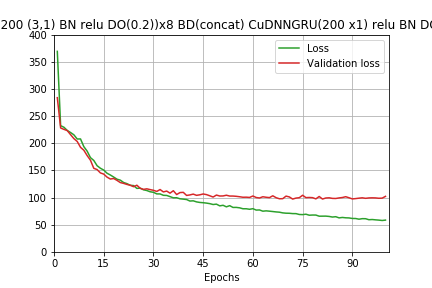 200 (3,1) BN relu DO(0.2))x8 BD(concat) CuDNNGRU(200 x1) relu BN DO
400
350
300
250
200
150
100
50
0
Loss
Validation loss
0 15 30 45 60 75 90
Epochs